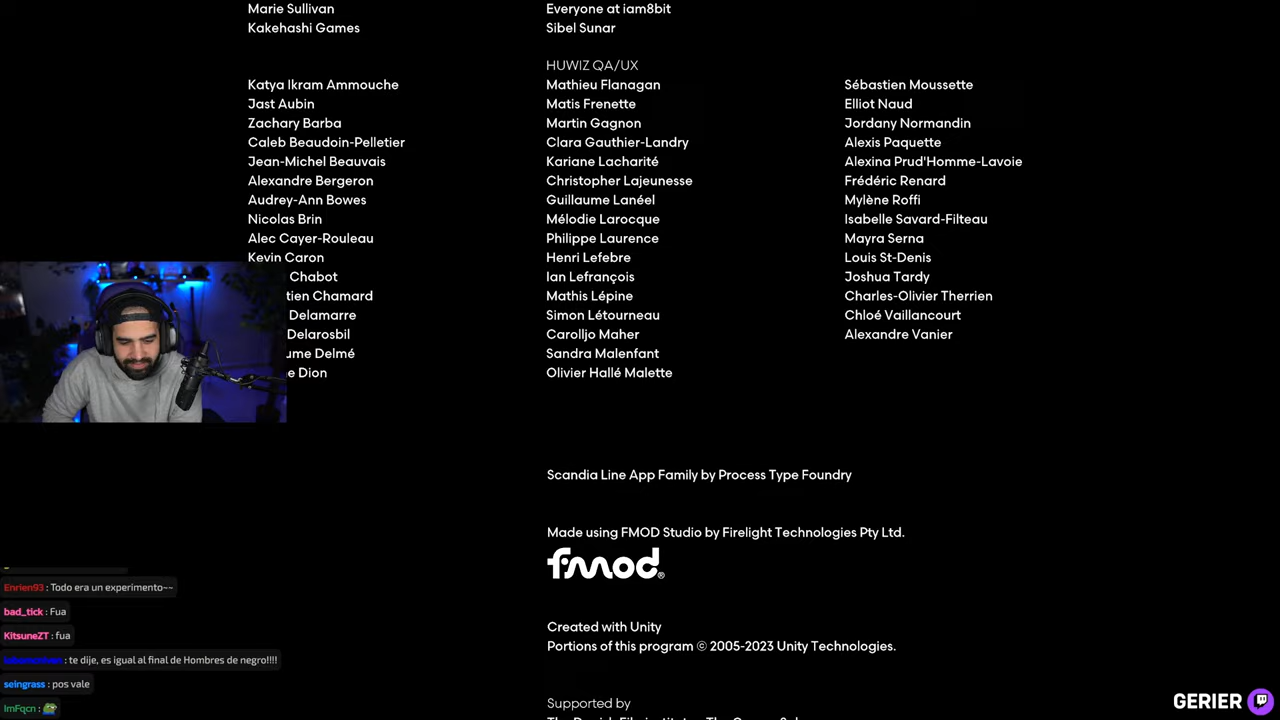 Marie Sullivan
Kakehashi Games
Everyone at iam8bit
Sibel Sunar
HUWIZ QA/UX
Katya Ikram Ammouche
Jast Aubin
Zachary Barba
Caleb Beaudoin-Pelletier
Jean-Michel Beauvais
Alexandre Bergeron
Audrey-Ann Bowes
Nicolas Brin
Alec Cayer-Rouleau
Kevin Caron
Chabot
tien Chamard
Delamarre
Delarosbil
ume Delmé
e Dion
Mathieu Flanagan
Matis Frenette
Martin Gagnon
Clara Gauthier-Landry
Kariane Lacharité
Christopher Lajeunesse
Guillaume Lanéel
Mélodie Larocque
Philippe Laurence
Henri Lefebre
Ian Lefrançois
Mathis Lépine
Simon Létourneau
Carolljo Maher
Sandra Malenfant
Olivier Hallé Malette
Sébastien Moussette
Elliot Naud
Jordany Normandin
Alexis Paquette
Alexina Prud'Homme-Lavoie
Frédéric Renard
Mylène Roffi
Isabelle Savard-Filteau
Mayra Serna
Louis St-Denis
Joshua Tardy
Charles-Olivier Therrien
Chloé Vaillancourt
Alexandre Vanier
Scandia Line App Family by Process Type Foundry
Made using FMOD Studio by Firelight Technologies Pty Ltd.
fmod®
Created with Unity
Portions of this program © 2005-2023 Unity Technologies.
Supported by
Enrien93 : Todo era un experimento~~
bad_tick : Fua
KitsuneZT : fua
: te dije, es igual al final de Hombres de negro!!!!
seingrass : pos vale
ImFqcn :
GERIER